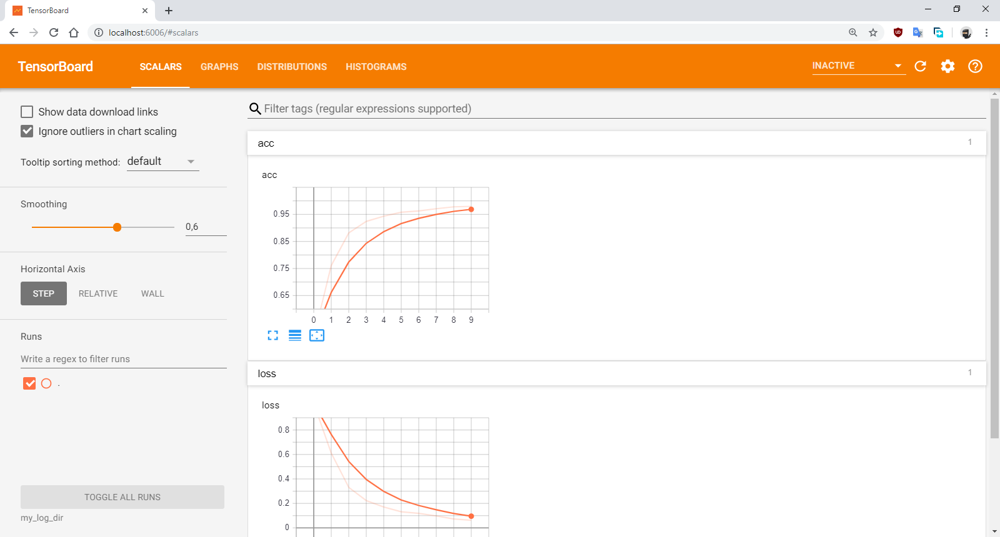 TensorBoard
localhost:6006/#scalars
TensorBoard SCALARS GRAPHS DISTRIBUTIONS HISTOGRAMS INACTIVE
Show data download links
Ignore outliers in chart scaling
Tooltip sorting method: default
Smoothing
0,6
Horizontal Axis
STEP RELATIVE WALL
Runs
Write a regex to filter runs
.
TOGGLE ALL RUNS
my_log_dir
Filter tags (regular expressions supported)
acc 1
acc
0.95
0.85
0.75
0.65
0 1 2 3 4 5 6 7 8 9
loss 1
loss
0.8
0.6
0.4
0.2
0